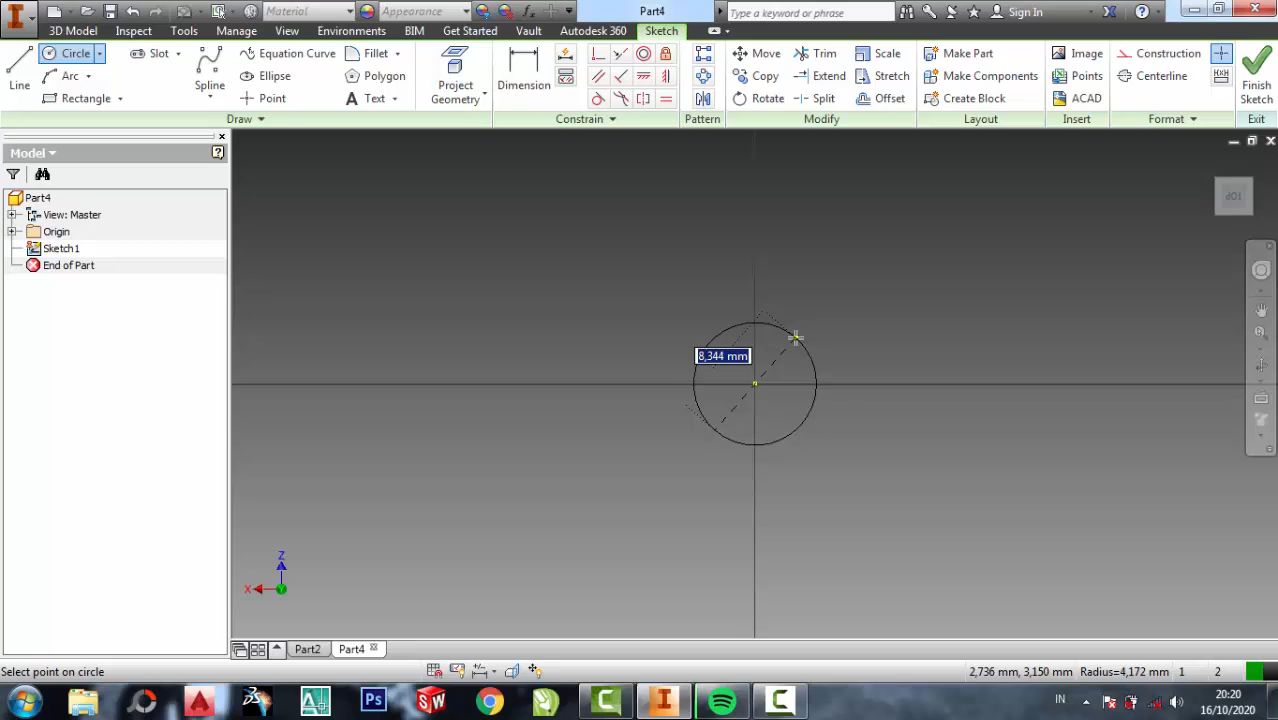 Material
Appearance
Part4
Type a keyword or phrase
Sign In
3D Model
Inspect
Tools
Manage
View
Environments
BIM
Get Started
Vault
Autodesk 360
Sketch
Line
Circle
Arc
Rectangle
Slot
Spline
Equation Curve
Ellipse
Point
Fillet
Polygon
Text
Project
Geometry
Dimension
Move
Copy
Rotate
Trim
Extend
Split
Scale
Stretch
Offset
Make Part
Make Components
Create Block
Image
Points
ACAD
Construction
Centerline
Finish
Sketch
Draw
Constrain
Pattern
Modify
Layout
Insert
Format
Exit
Model
Part4
View: Master
Origin
Sketch1
End of Part
TOP
8,344 mm
Z
X
Part2
Part4
Select point on circle
2,736 mm, 3,150 mm
Radius=4,172 mm
1
2
Ps
SW
IN
20:20
16/10/2020